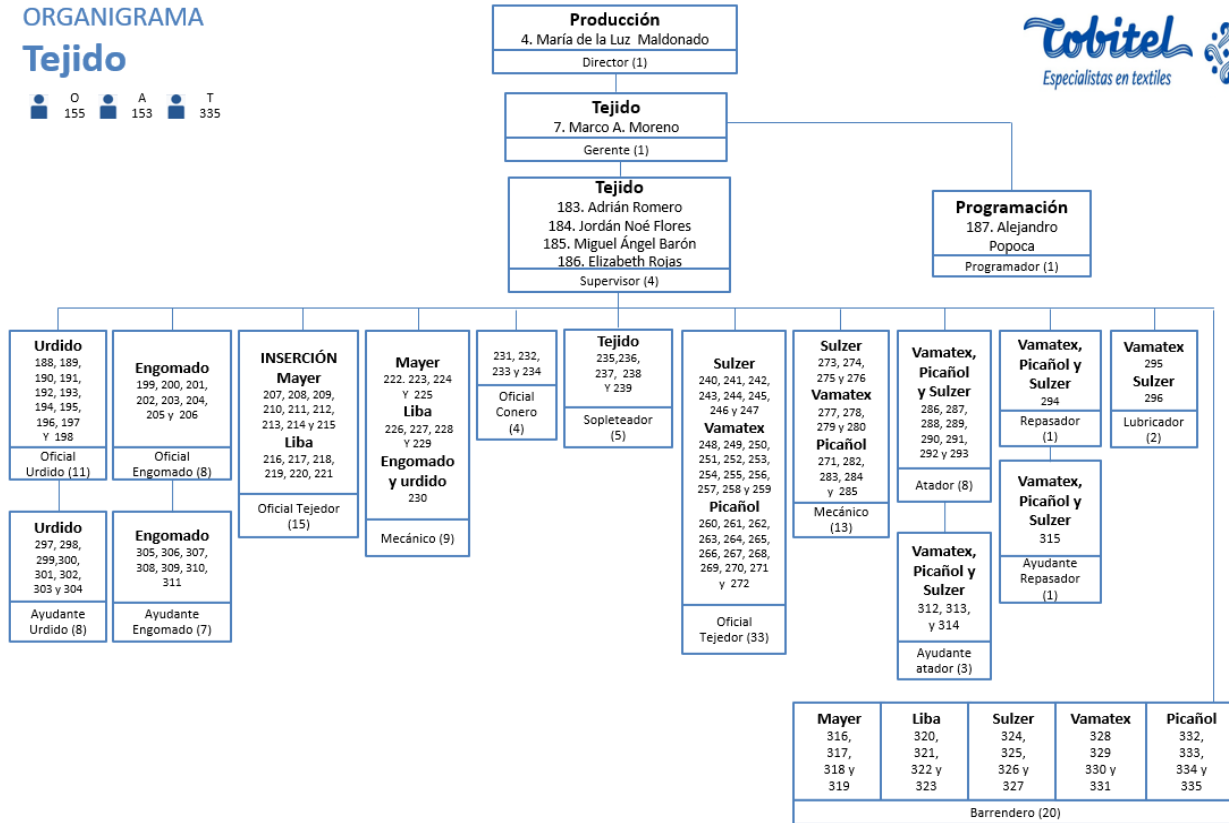 ORGANIGRAMA
Tejido
O
155
A
153
T
335
Producción
4. María de la Luz Maldonado
Director (1)
Tobitel
Especialistas en textiles
Tejido
7. Marco A. Moreno
Gerente (1)
Tejido
183. Adrián Romero
184. Jordán Noé Flores
185. Miguel Ángel Barón
186. Elizabeth Rojas
Supervisor (4)
Programación
187. Alejandro
Popoca
Programador (1)
Urdido
188, 189,
190, 191,
192, 193,
194, 195,
196, 197
Y 198
Oficial
Urdido (11)
Engomado
199, 200, 201,
202, 203, 204,
205 y 206
Oficial
Engomado (8)
INSERCIÓN
Mayer
207, 208, 209,
210, 211, 212,
213, 214 y 215
Liba
216, 217, 218,
219, 220, 221
Oficial Tejedor
(15)
Mayer
222. 223, 224
Y 225
Liba
226, 227, 228
Y 229
Engomado
y urdido
230
Mecánico (9)
231, 232,
233 y 234
Oficial
Conero
(4)
Tejido
235,236,
237, 238
Y 239
Sopleteador
(5)
Sulzer
240, 241, 242,
243, 244, 245,
246 y 247
Vamatex
248, 249, 250,
251, 252, 253,
254, 255, 256,
257, 258 y 259
Picañol
260, 261, 262,
263, 264, 265,
266, 267, 268,
269, 270, 271
y 272
Oficial
Tejedor (33)
Sulzer
273, 274,
275 y 276
Vamatex
277, 278,
279 y 280
Picañol
271, 282,
283, 284
y 285
Mecánico
(13)
Vamatex,
Picañol
y Sulzer
286, 287,
288, 289,
290, 291,
292 y 293
Atador (8)
Vamatex,
Picañol y
Sulzer
294
Repasador
(1)
Vamatex
295
Sulzer
296
Lubricador
(2)
Urdido
297, 298,
299,300,
301, 302,
303 y 304
Ayudante
Urdido (8)
Engomado
305, 306, 307,
308, 309, 310,
311
Ayudante
Engomado (7)
Vamatex,
Picañol y
Sulzer
312, 313,
y 314
Ayudante
atador (3)
Vamatex,
Picañol y
Sulzer
315
Ayudante
Repasador
(1)
Mayer
316,
317,
318 y
319
Liba
320,
321,
322 y
323
Sulzer
324,
325,
326 y
327
Vamatex
328
329
330 y
331
Picañol
332,
333,
334 y
335
Barrendero (20)